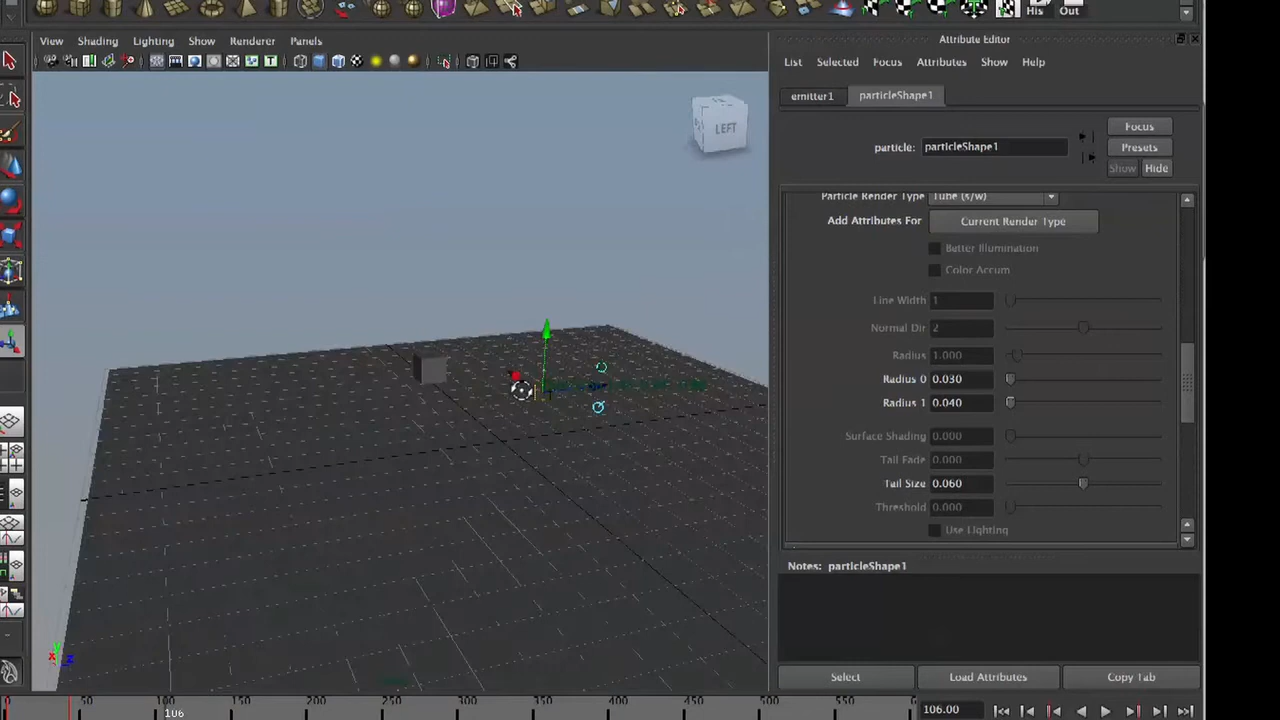 His Out
View Shading Lighting Show Renderer Panels
Attribute Editor
List Selected Focus Attributes Show Help
emitter1 particleShape1
LEFT
Focus
particle: particleShape1 Presets
Show Hide
Particle Render Type Tube (s/w)
Add Attributes For Current Render Type
Better Illumination
Color Accum
Line Width 1
Normal Dir 2
Radius 1.000
Radius 0 0.030
Radius 1 0.040
Surface Shading 0.000
Tail Fade 0.000
Tail Size 0.060
Threshold 0.000
Use Lighting
Notes: particleShape1
y
x z
Select Load Attributes Copy Tab
0 50 100 150 200 250 300 350 400 450 500 550
106 106.00